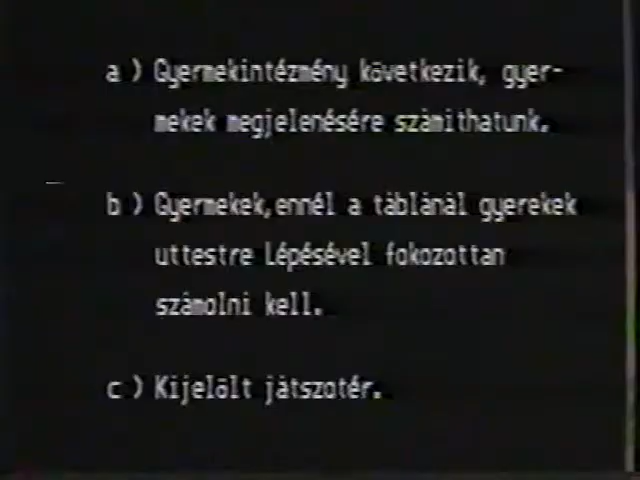 a ) Gyermekintézmény következik, gyer-
mekek megjelenésére számithatunk.
b ) Gyermekek,ennél a táblánál gyerekek
uttestre Lépésével fokozottan
számolni kell.
c ) Kijelölt játszotér.